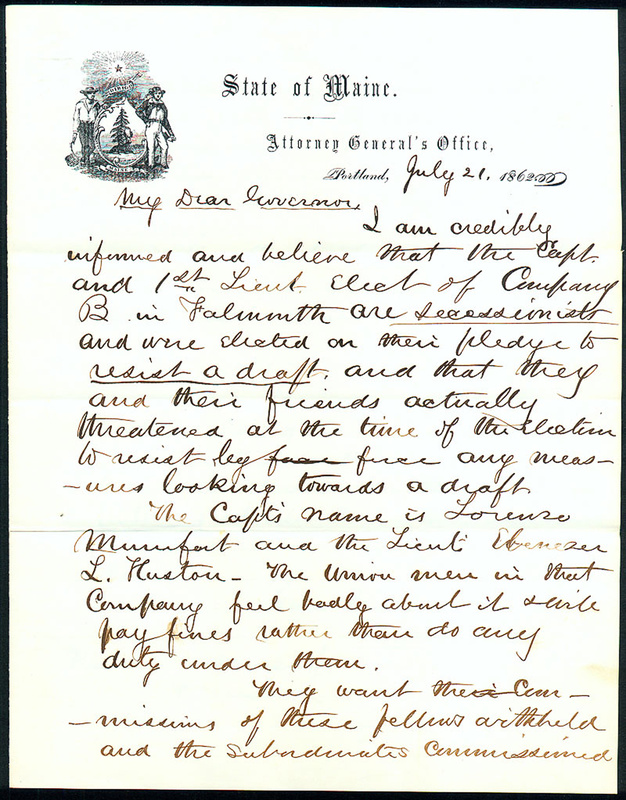 State of Maine.
Attorney General's Office,
Portland, July 21. 1862
My Dear Governor,
I am credibly
informed and believe that the Capt.
and 1st Lieut. Elect of Company
B in Falmouth are secessionists
and were elected on their pledge to
resist a draft, and that they
and their friends actually
threatened at the time of the election
to resist by force any meas-
-ures looking towards a draft
The Capt's name is Lorenzo
and the Lieut's Ebenezer
L. Huston - The Union men in that
Company feel badly about it & will
pay fines rather than do any
duty under them.
They want their Com-
-missions of these fellows withheld
and the subordinates commissioned